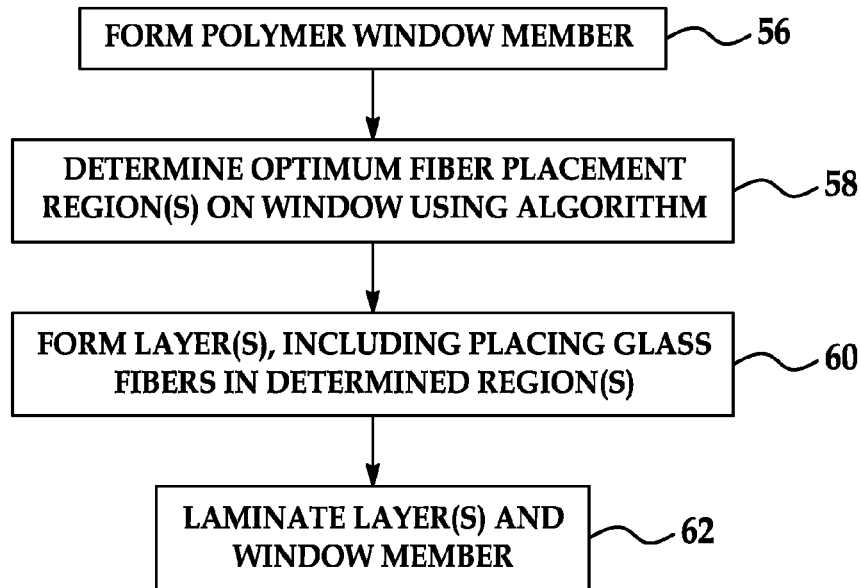 FORM POLYMER WINDOW MEMBER
56
DETERMINE OPTIMUM FIBER PLACEMENT
REGION(S) ON WINDOW USING ALGORITHM
58
FORM LAYER(S), INCLUDING PLACING GLASS
FIBERS IN DETERMINED REGION(S)
60
LAMINATE LAYER(S) AND
WINDOW MEMBER
62